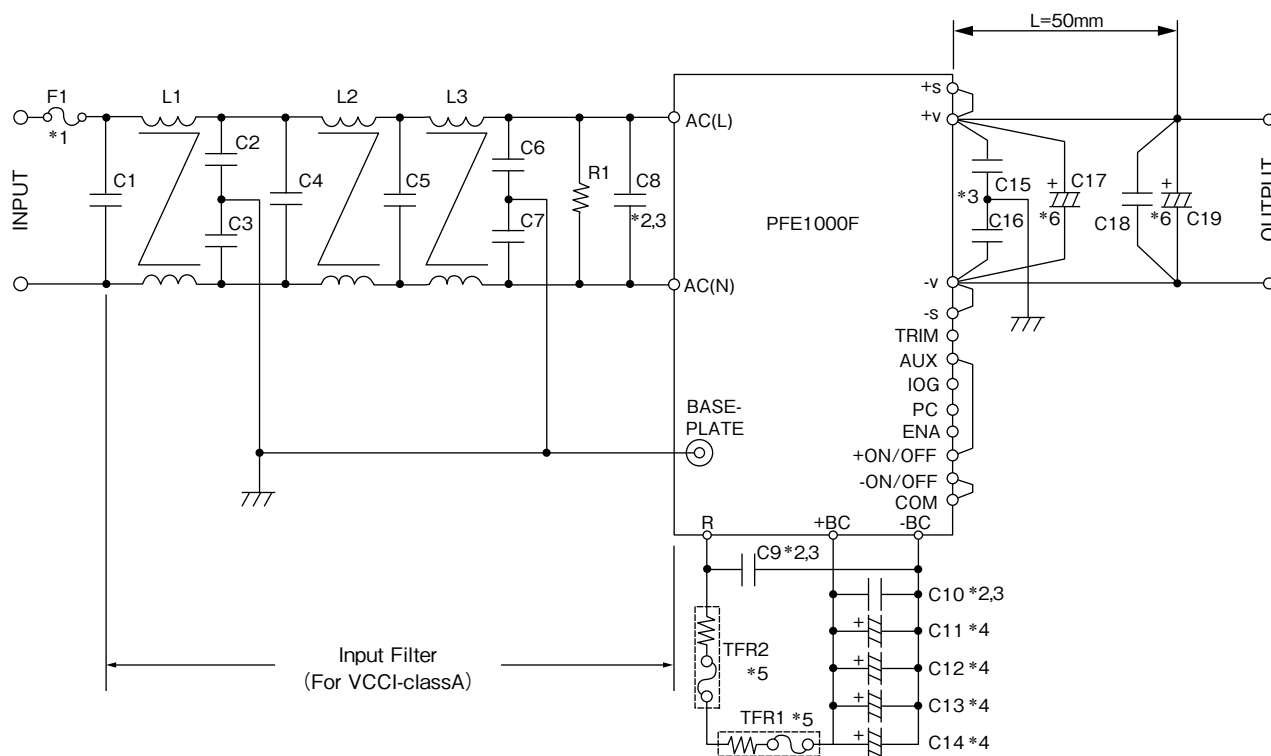 L=50mm
F1
*1
L1
L2
L3
INPUT
C1
C2
C3
C4
C5
C6
C7
R1
C8
*2,3
AC(L)
AC(N)
PFE1000F
BASE-
PLATE
+s
+v
-v
-s
TRIM
AUX
IOG
PC
ENA
+ON/OFF
-ON/OFF
COM
C15
*3
C16
+
C17
*6
C18
+
*6
C19
OUTPUT
R
+BC
-BC
C9 *2,3
C10 *2,3
+
C11 *4
+
C12 *4
+
C13 *4
+
C14 *4
TFR2
*5
TFR1 *5
Input Filter
(For VCCI-classA)